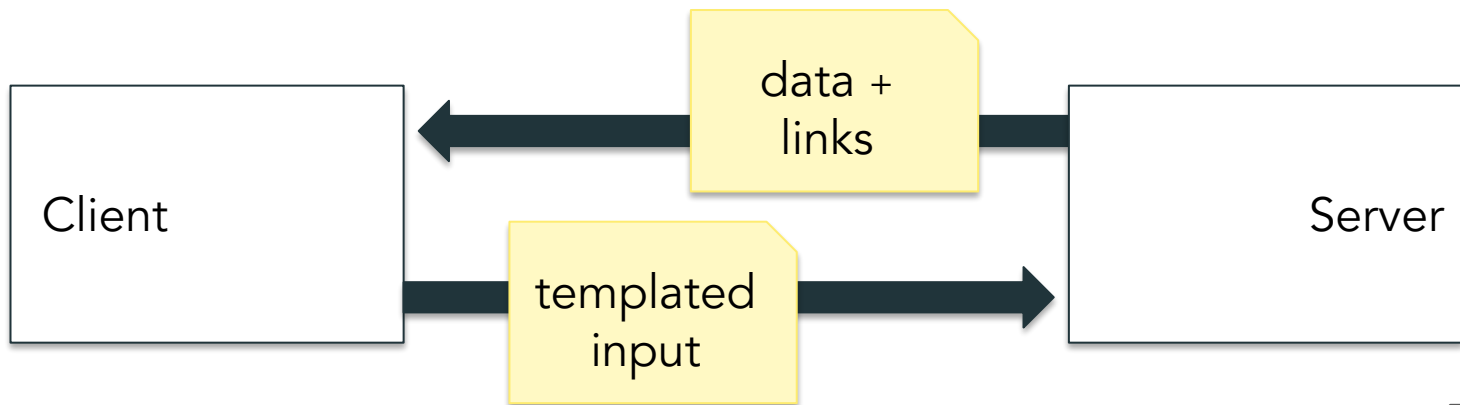 data +
links
Client
Server
templated
input